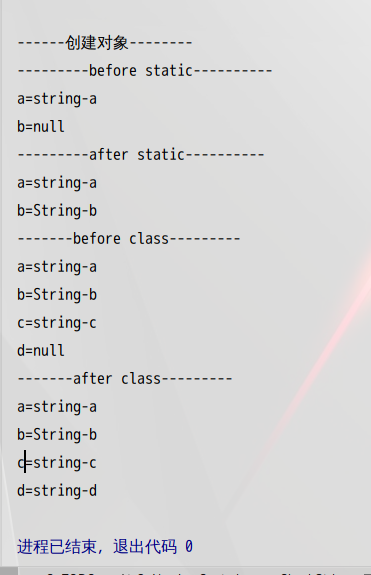 ------创建对象--------
---------before static----------
a=string-a
b=null
---------after static----------
a=string-a
b=String-b
-------before class---------
a=string-a
b=String-b
c=string-c
d=null
-------after class---------
a=string-a
b=String-b
c=string-c
d=string-d
进程已结束, 退出代码 0